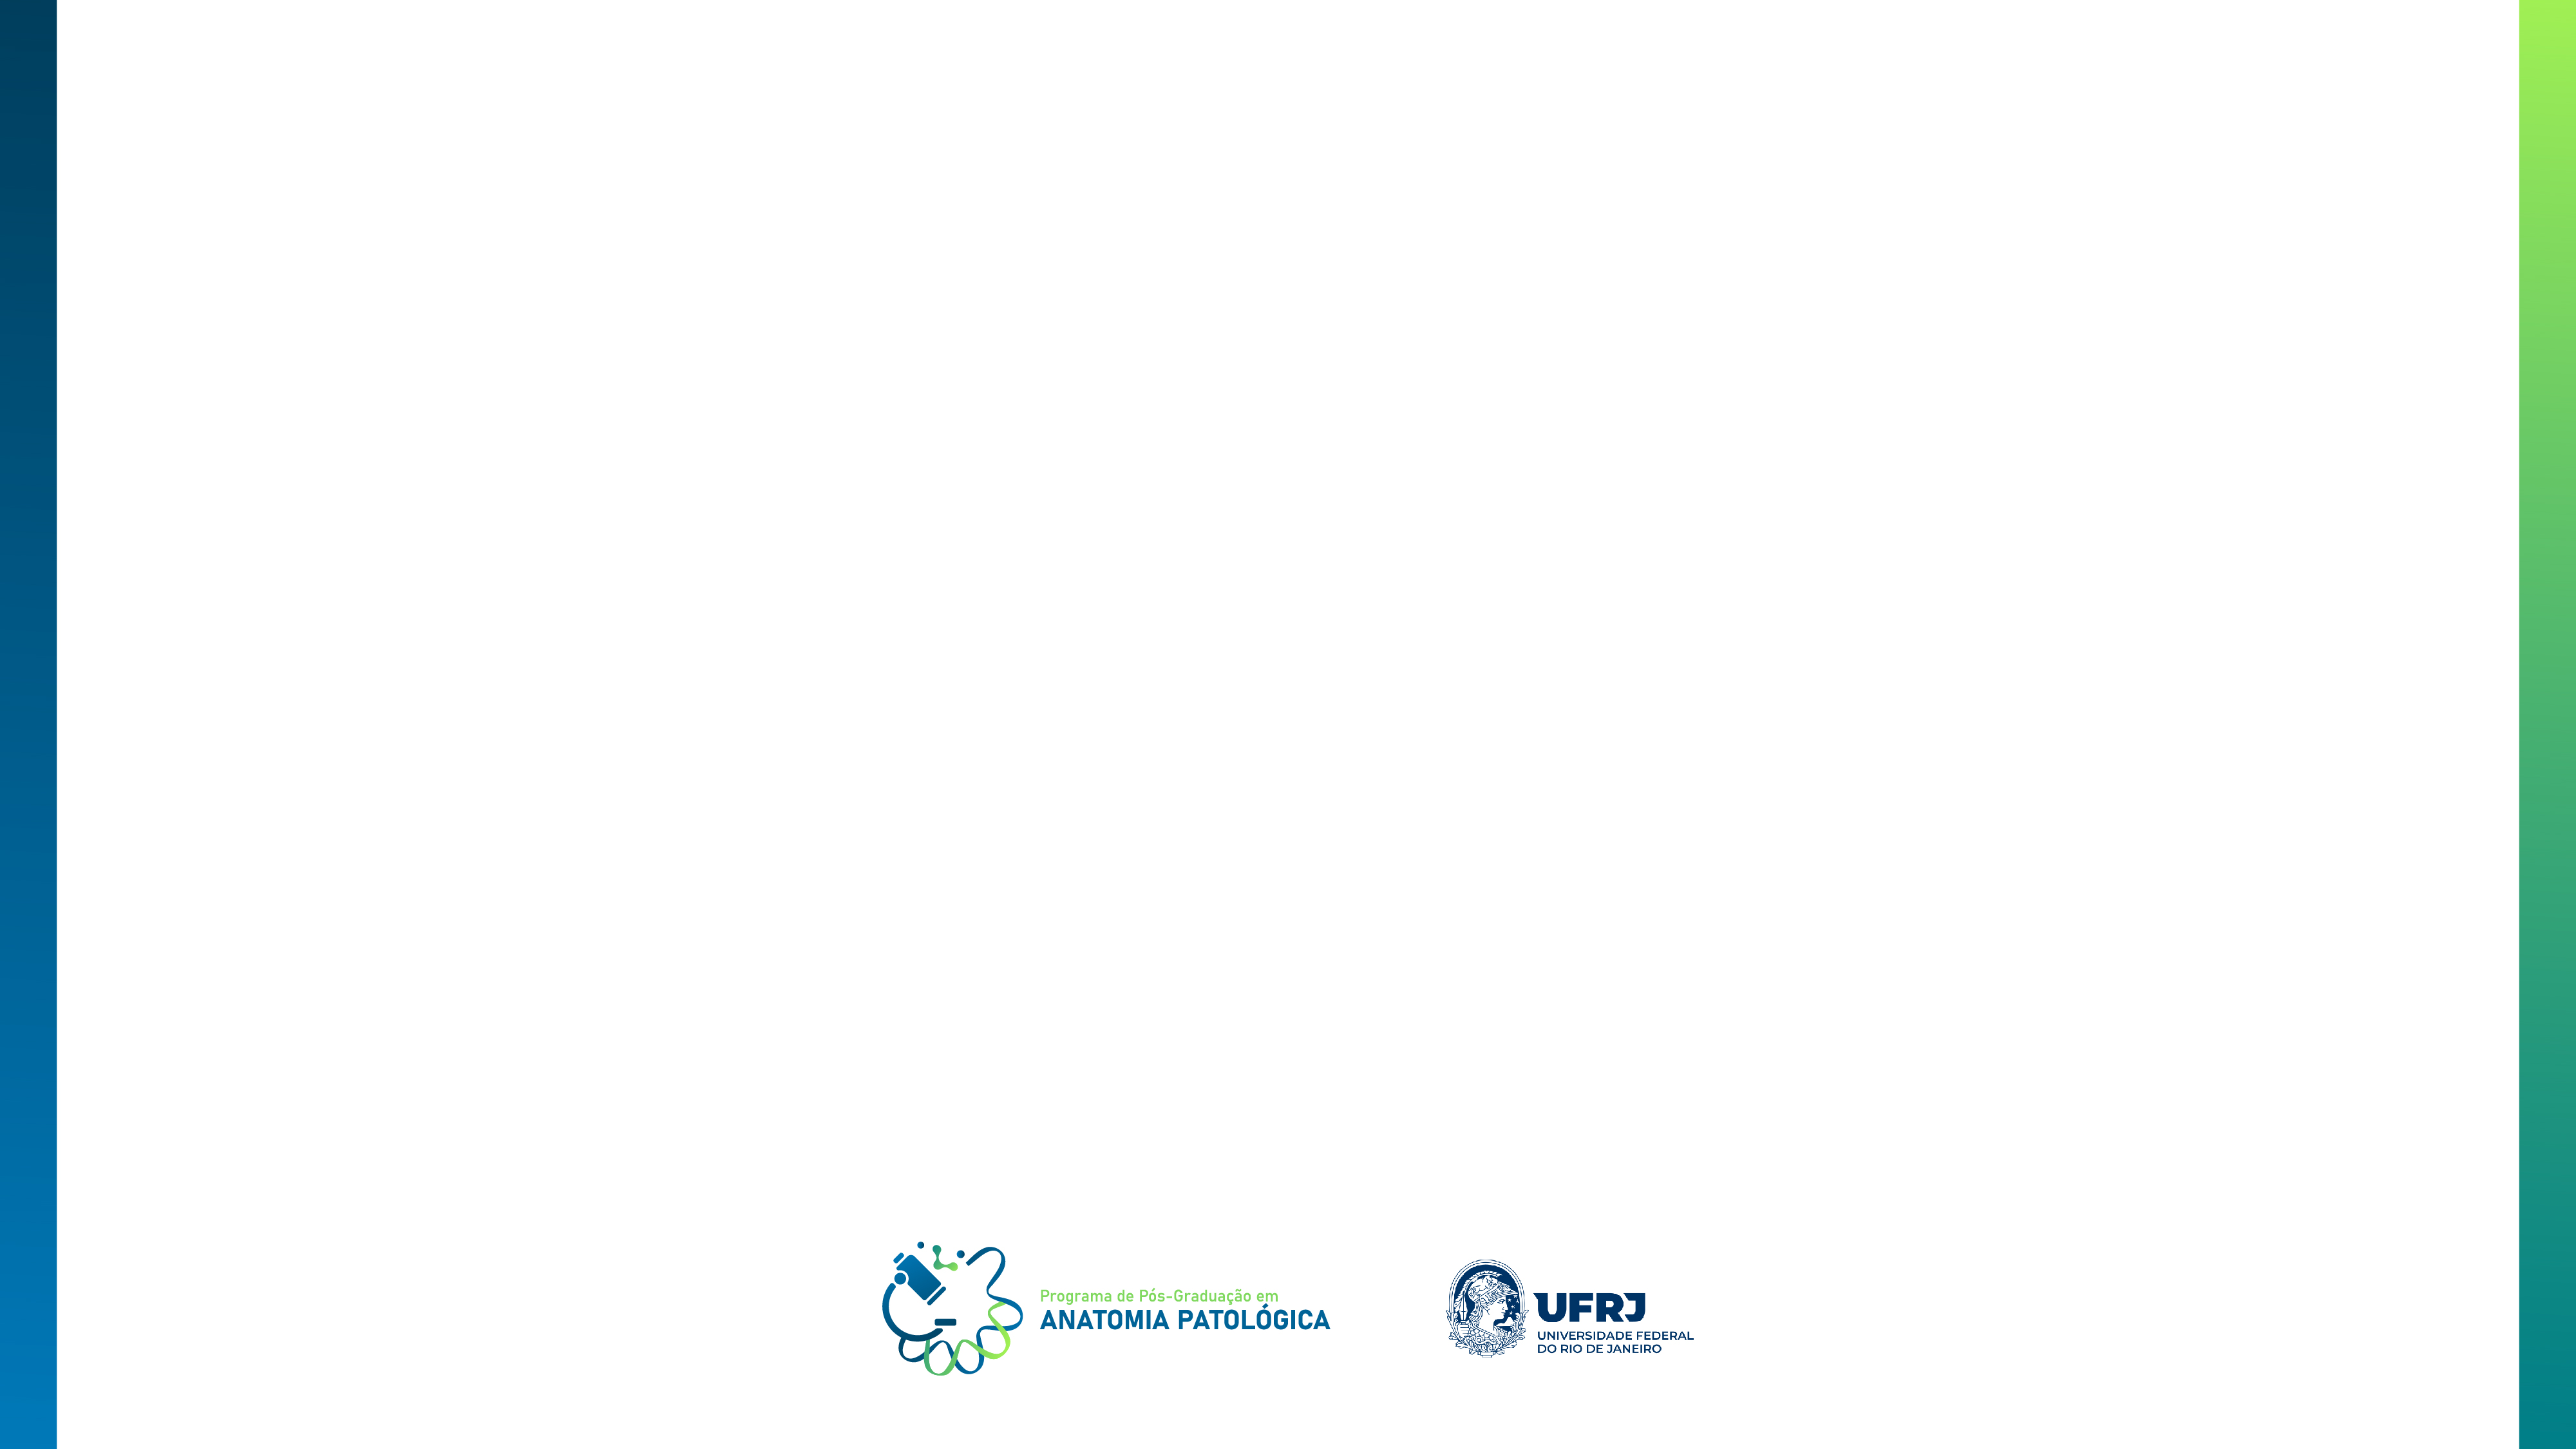 Programa de Pós-Graduação em
ANATOMIA PATOLÓGICA
UFRJ
UNIVERSIDADE FEDERAL
DO RIO DE JANEIRO